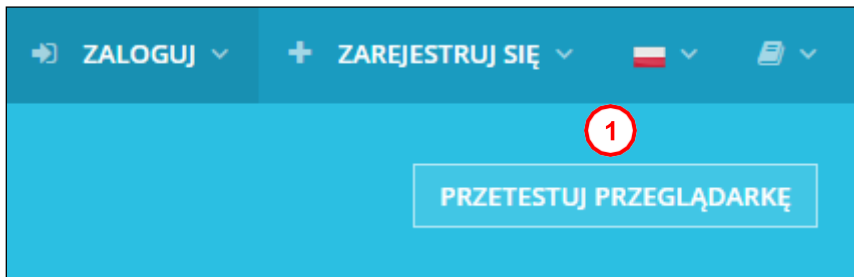 ZALOGUJ ZAREJESTRUJ SIĘ
1
PRZETESTUJ PRZEGLĄDARKĘ